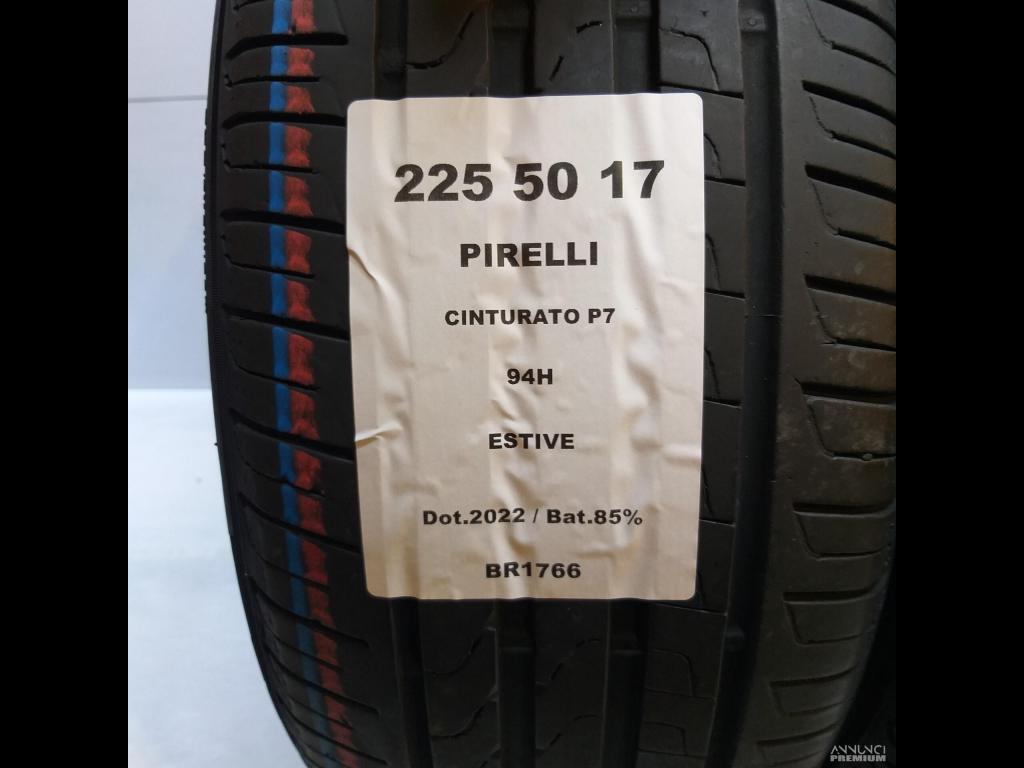 225 50 17
PIRELLI
CINTURATO P7
94H
ESTIVE
Dot.2022 / Bat.85%
BR1766
ANNUNCI
PREMIUM